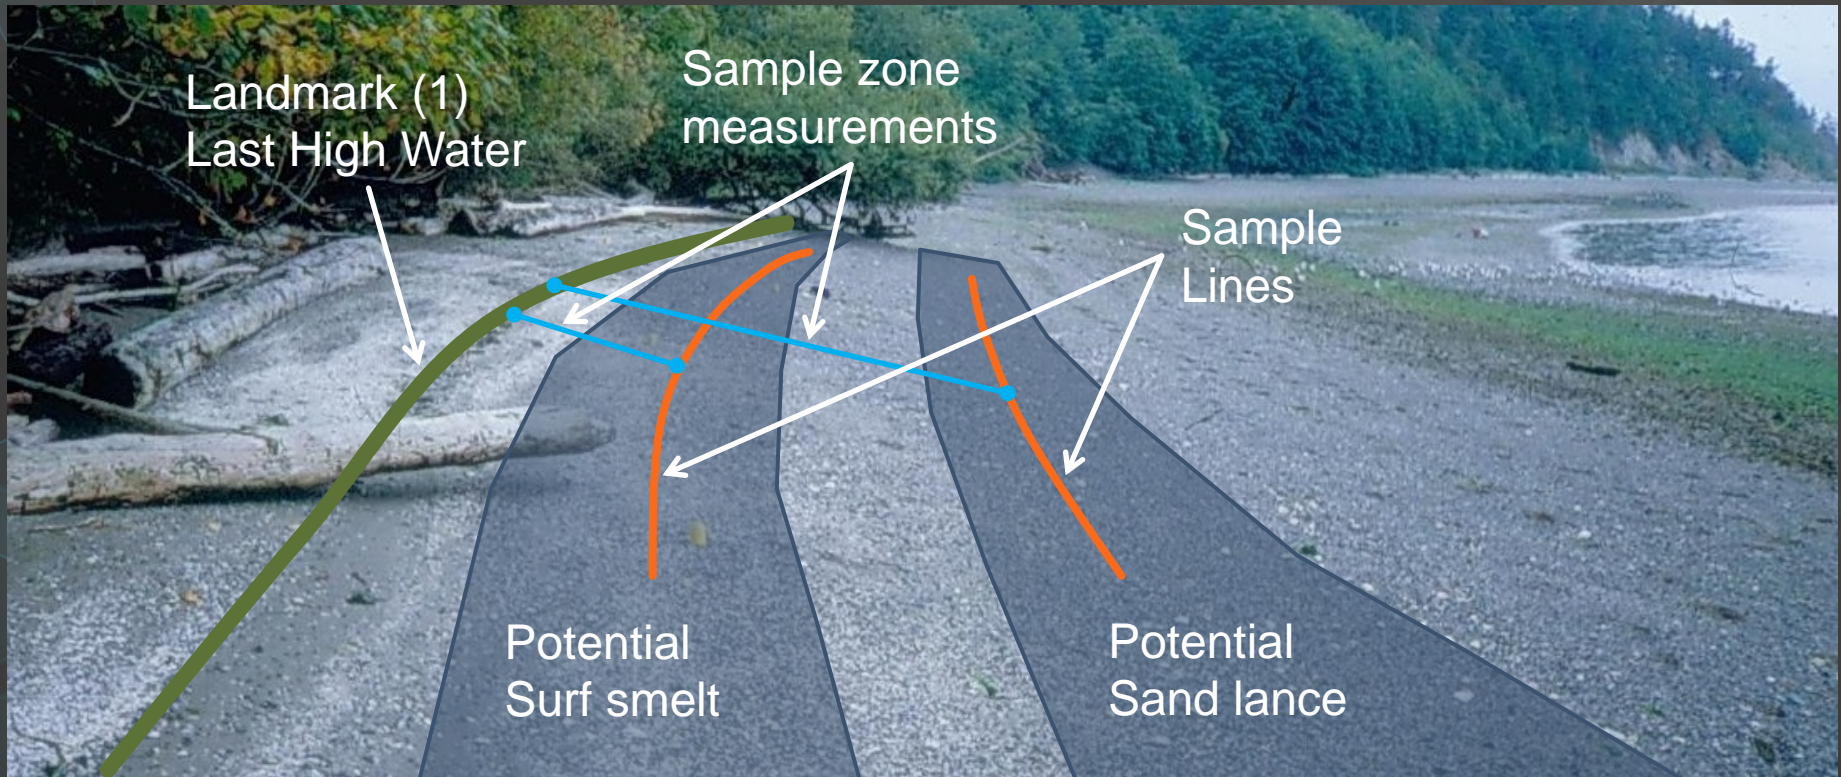 Landmark (1)
Last High Water
Sample zone
measurements
Sample
Lines
Potential
Surf smelt
Potential
Sand lance